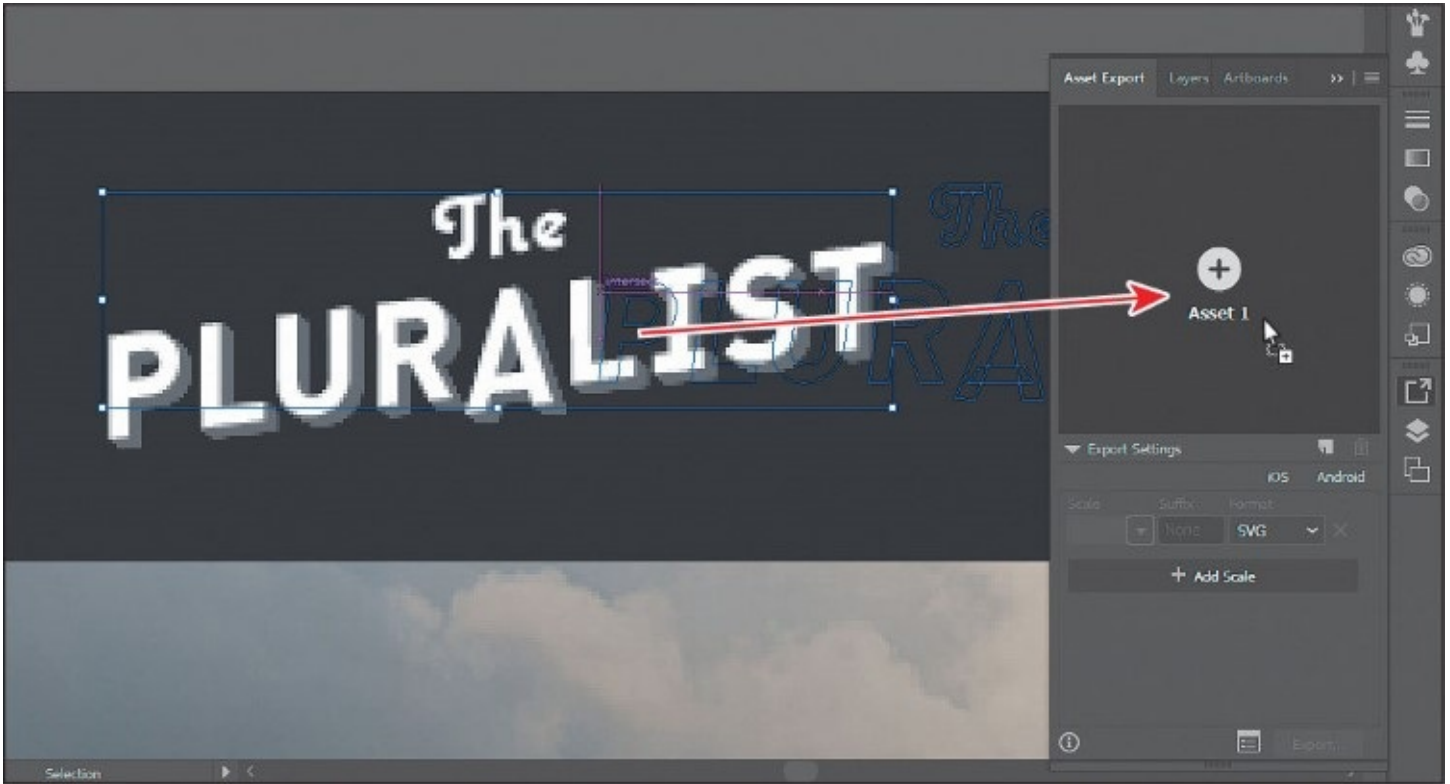 Asset Export Layers Artboards
The
PLURALIST
Asset 1
Export Settings
iOS Android
Scale Suffix Format
None SVG
+ Add Scale
Export...
Selection